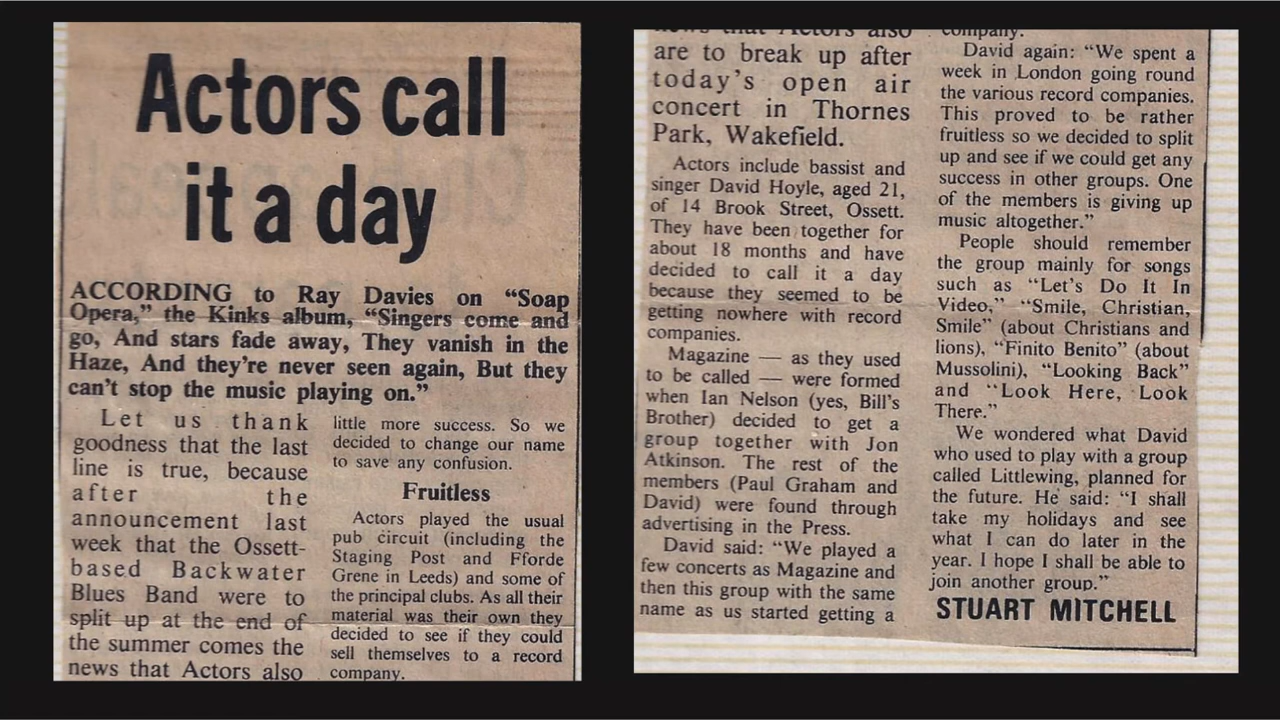 Actors call
it a day
ACCORDING to Ray Davies on “Soap
Opera,” the Kinks album, “Singers come and
go, And stars fade away, They vanish in the
Haze, And they’re never seen again, But they
can’t stop the music playing on.”
Let us thank
goodness that the last
line is true, because
after the
announcement last
week that the Ossett-
based Backwater
Blues Band were to
split up at the end of
the summer comes the
news that Actors also
little more success. So we
decided to change our name
to save any confusion.
Fruitless
Actors played the usual
pub circuit (including the
Staging Post and Fforde
Grene in Leeds) and some of
the principal clubs. As all their
material was their own they
decided to see if they could
sell themselves to a record
company.
news that Actors also
are to break up after
today’s open air
concert in Thornes
Park, Wakefield.
Actors include bassist and
singer David Hoyle, aged 21,
of 14 Brook Street, Ossett.
They have been together for
about 18 months and have
decided to call it a day
because they seemed to be
getting nowhere with record
companies.
Magazine — as they used
to be called — were formed
when Ian Nelson (yes, Bill’s
Brother) decided to get a
group together with Jon
Atkinson. The rest of the
members (Paul Graham and
David) were found through
advertising in the Press.
David said: “We played a
few concerts as Magazine and
then this group with the same
name as us started getting a
company.
David again: “We spent a
week in London going round
the various record companies.
This proved to be rather
fruitless so we decided to split
up and see if we could get any
success in other groups. One
of the members is giving up
music altogether.”
People should remember
the group mainly for songs
such as “Let’s Do It In
Video,” “Smile, Christian,
Smile” (about Christians and
lions), “Finito Benito” (about
Mussolini), “Looking Back”
and “Look Here, Look
There.”
We wondered what David
who used to play with a group
called Littlewing, planned for
the future. He said: “I shall
take my holidays and see
what I can do later in the
year. I hope I shall be able to
join another group.”
STUART MITCHELL